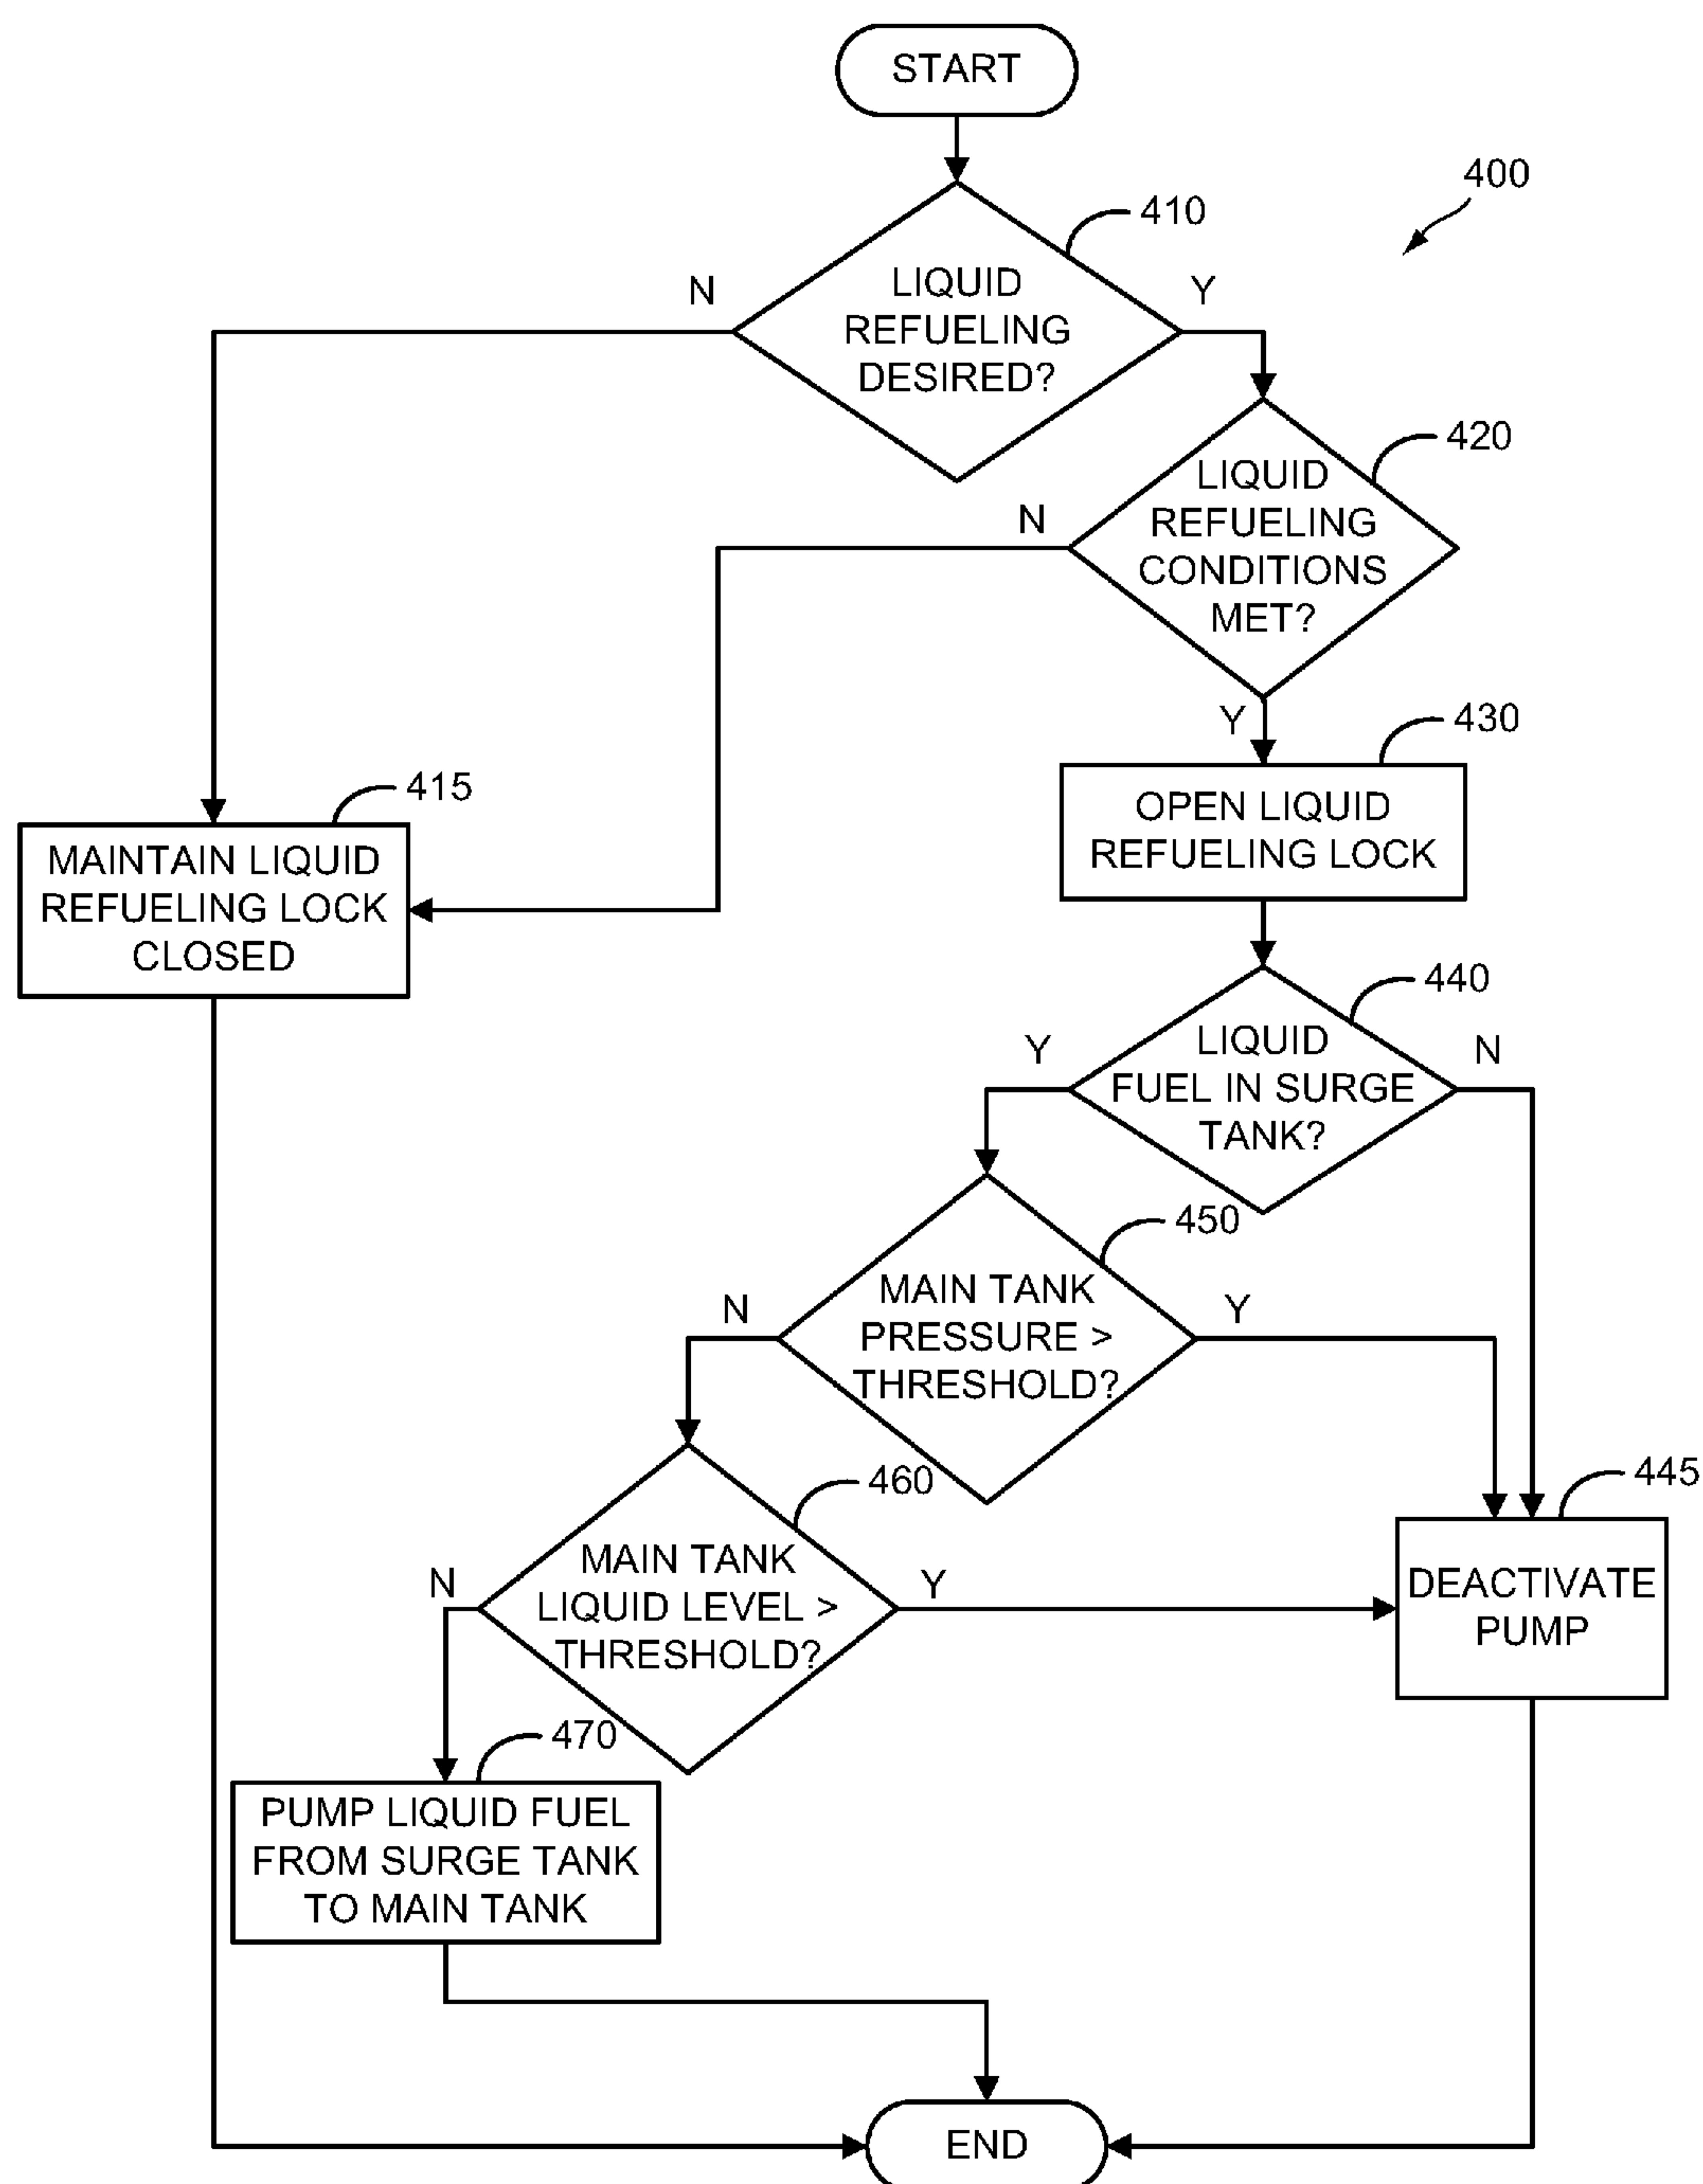 START
400
410
N
Y
LIQUID
REFUELING
DESIRED?
420
N
LIQUID
REFUELING
CONDITIONS
MET?
Y
430
OPEN LIQUID
REFUELING LOCK
415
MAINTAIN LIQUID
REFUELING LOCK
CLOSED
440
Y
N
LIQUID
FUEL IN SURGE
TANK?
450
N
Y
MAIN TANK
PRESSURE >
THRESHOLD?
460
N
Y
MAIN TANK
LIQUID LEVEL >
THRESHOLD?
445
DEACTIVATE
PUMP
470
PUMP LIQUID FUEL
FROM SURGE TANK
TO MAIN TANK
END